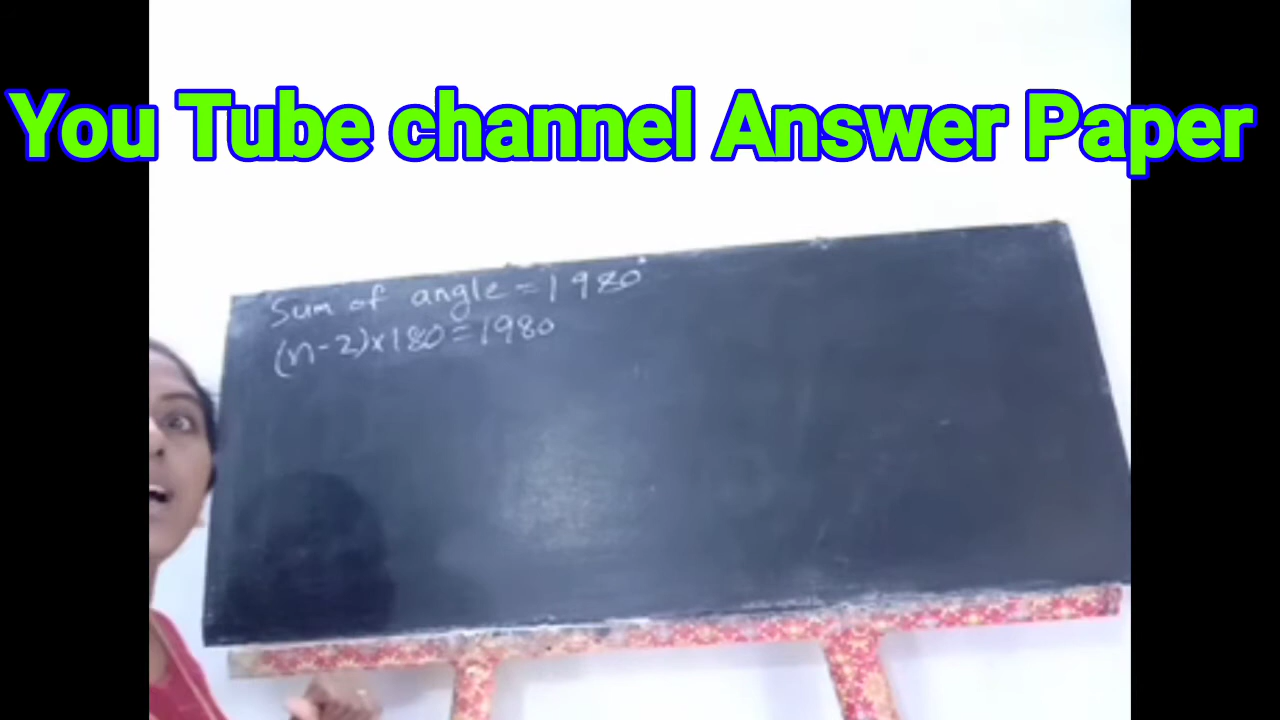 You Tube channel Answer Paper
Sum of angle = 1980°
(n-2)×180=1980